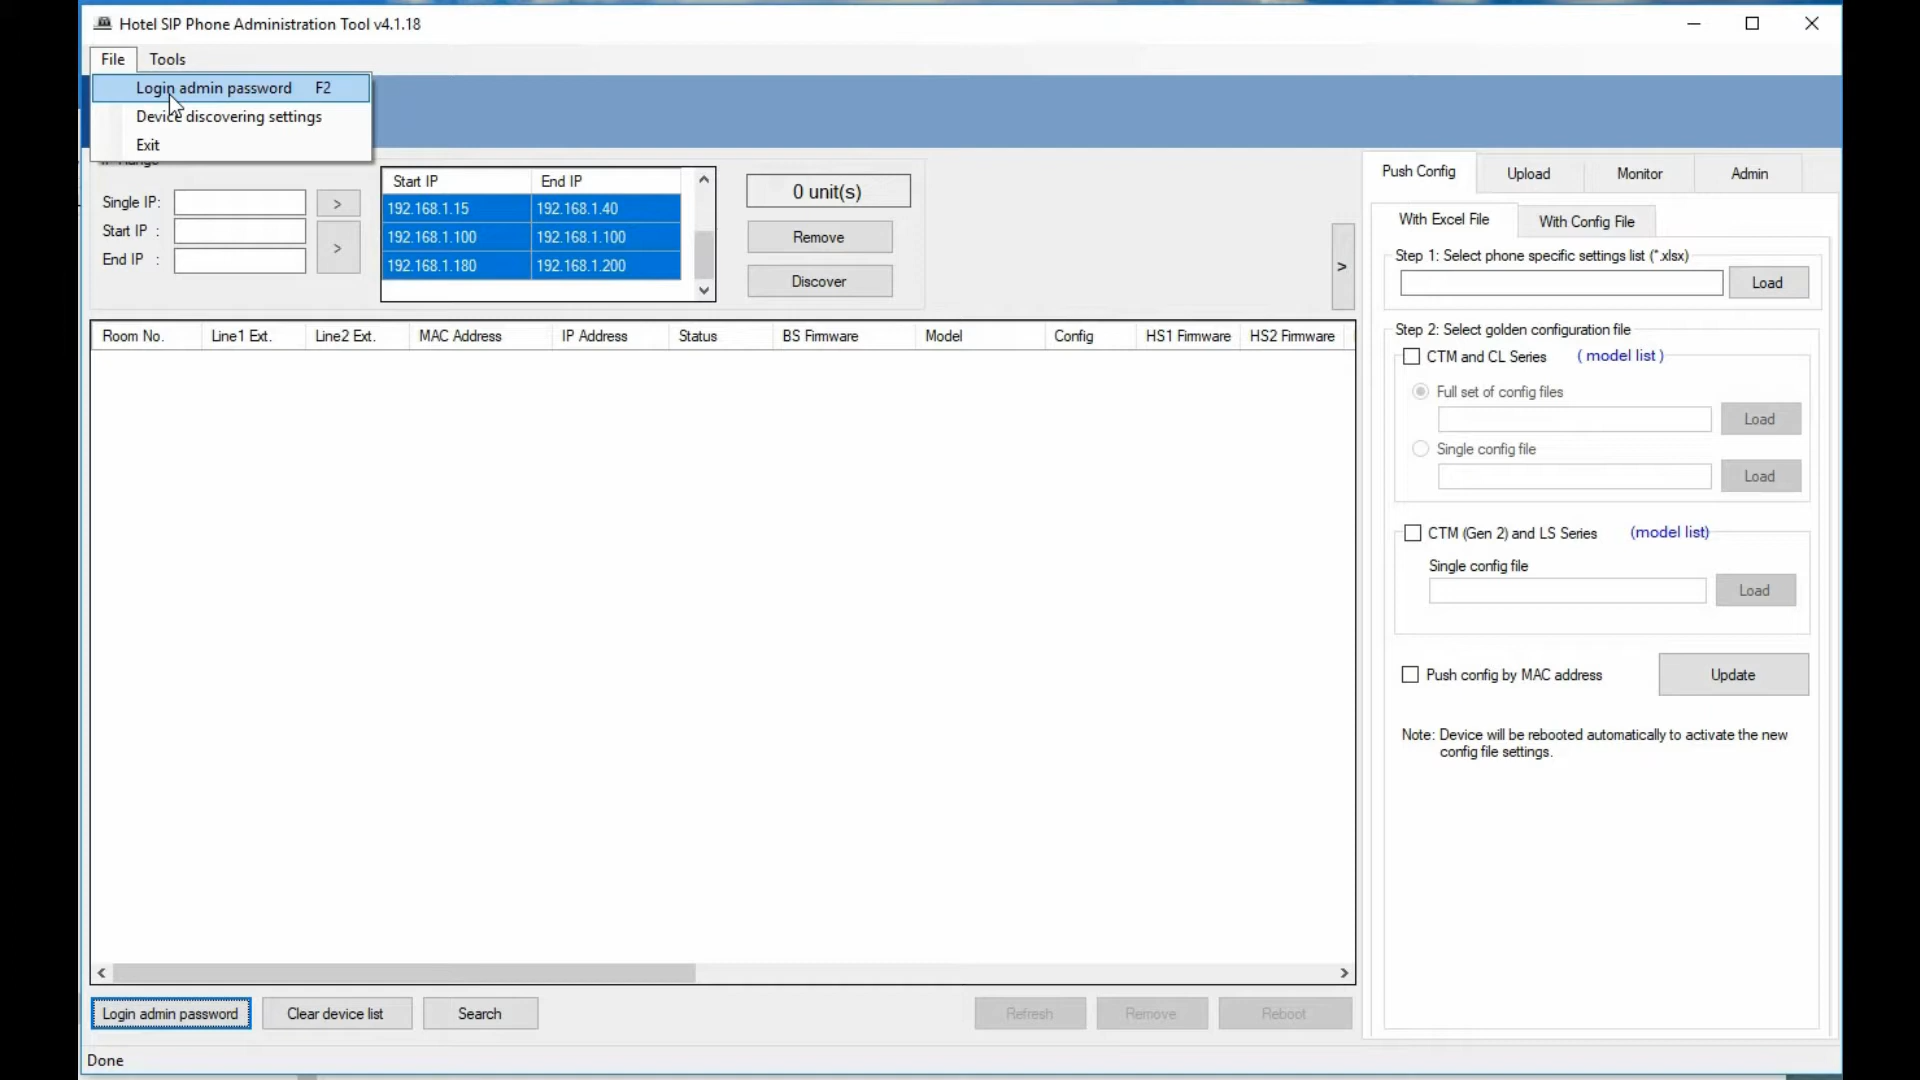 Hotel SIP Phone Administration Tool v4.1.18
File Tools
Login admin password F2
Device discovering settings
Exit
Single IP: >
Start IP :
End IP : >
Start IP End IP
192.168.1.15 192.168.1.40
192.168.1.100 192.168.1.100
192.168.1.180 192.168.1.200
0 unit(s)
Remove
Discover
>
Room No. Line1 Ext. Line2 Ext. MAC Address IP Address Status BS Firmware Model Config HS1 Firmware HS2 Firmware
Push Config Upload Monitor Admin
With Excel File With Config File
Step 1: Select phone specific settings list (*.xlsx)
Load
Step 2: Select golden configuration file
CTM and CL Series ( model list )
Full set of config files
Load
Single config file
Load
CTM (Gen 2) and LS Series (model list)
Single config file
Load
Push config by MAC address Update
Note: Device will be rebooted automatically to activate the new
config file settings.
Login admin password Clear device list Search Refresh Remove Reboot
Done